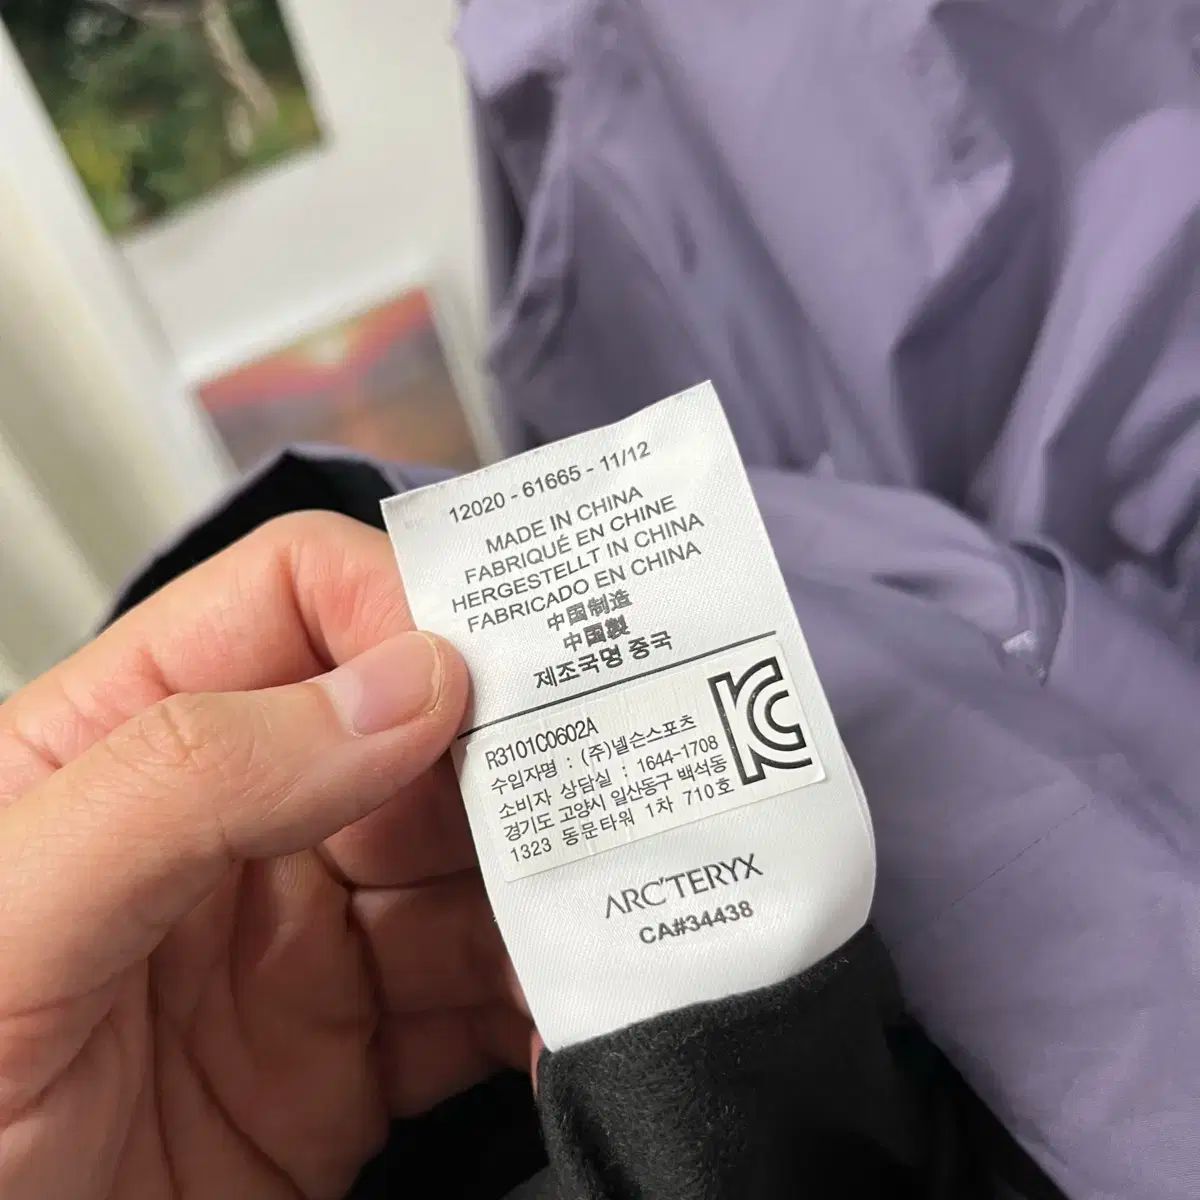 12020 - 61665 - 11/12
MADE IN CHINA
FABRIQUÉ EN CHINE
HERGESTELLT IN CHINA
FABRICADO EN CHINA
中国制造
中国製
제조국명 중국
R3101C0602A
수입자명 : (주)넬슨스포츠
소비자 상담실 : 1644-1708
경기도 고양시 일산동구 백석동
1323 동문타워 1차 710호
KC
ARC'TERYX
CA#34438